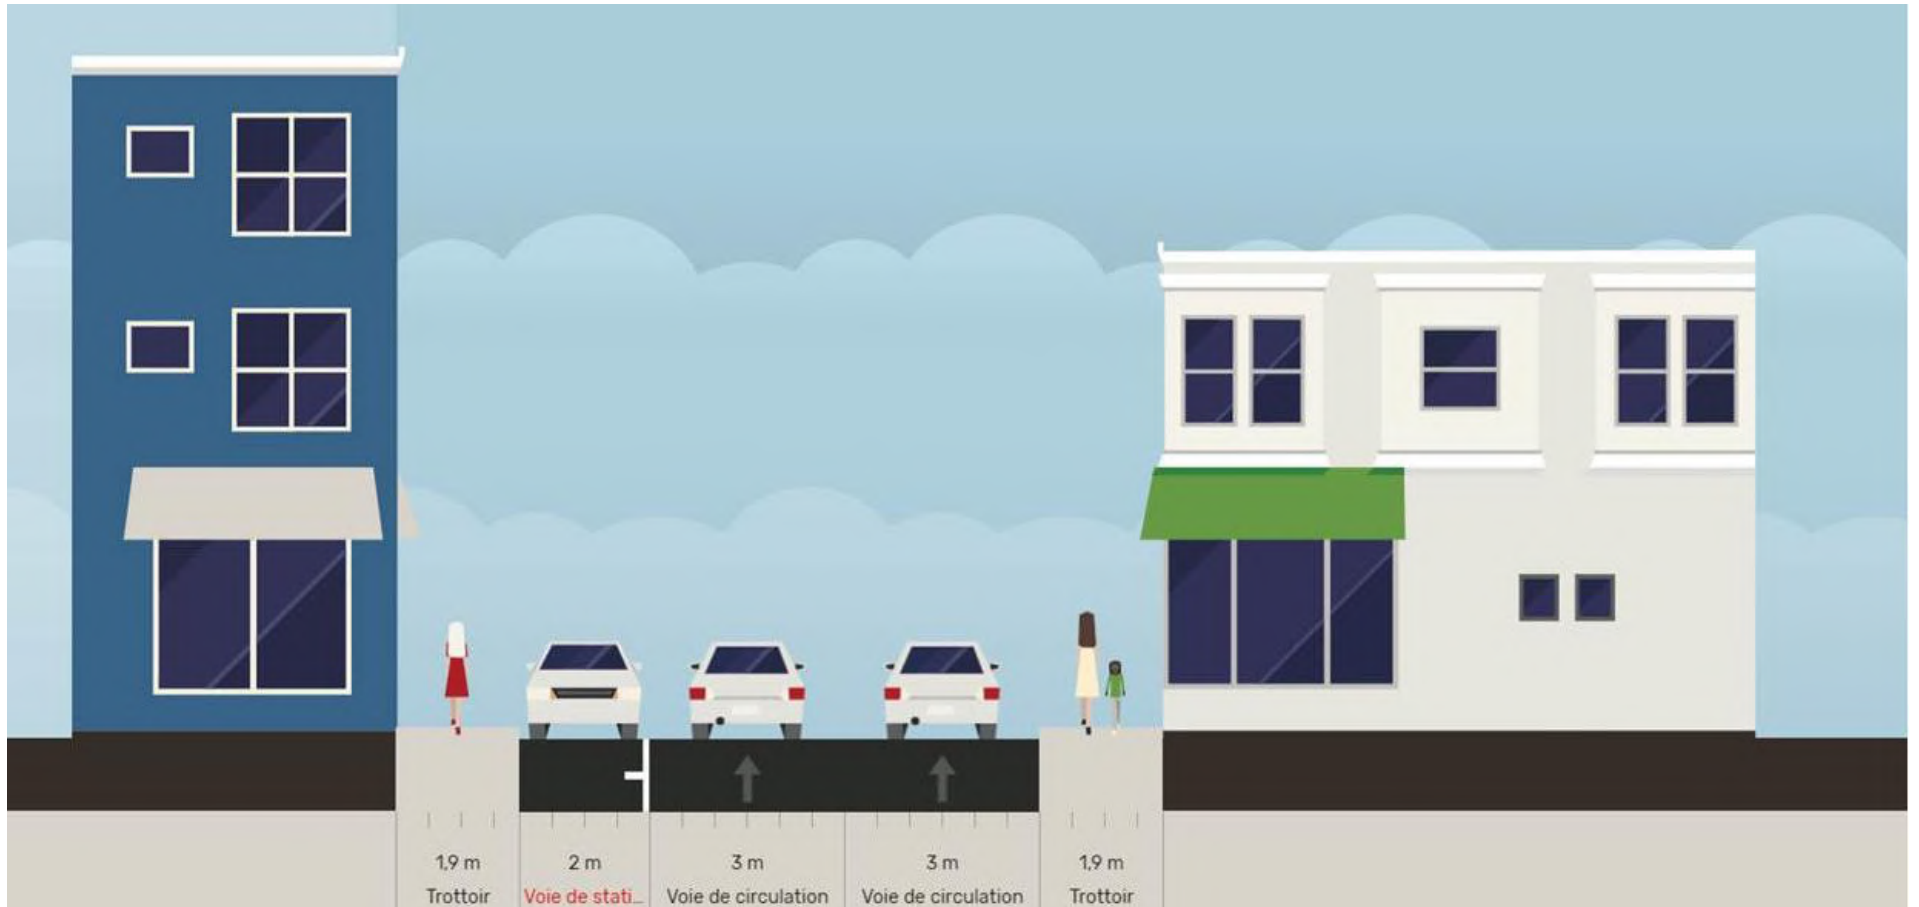 1,9 m
Trottoir
2 m
Voie de stati...
3 m
Voie de circulation
3 m
Voie de circulation
1,9 m
Trottoir